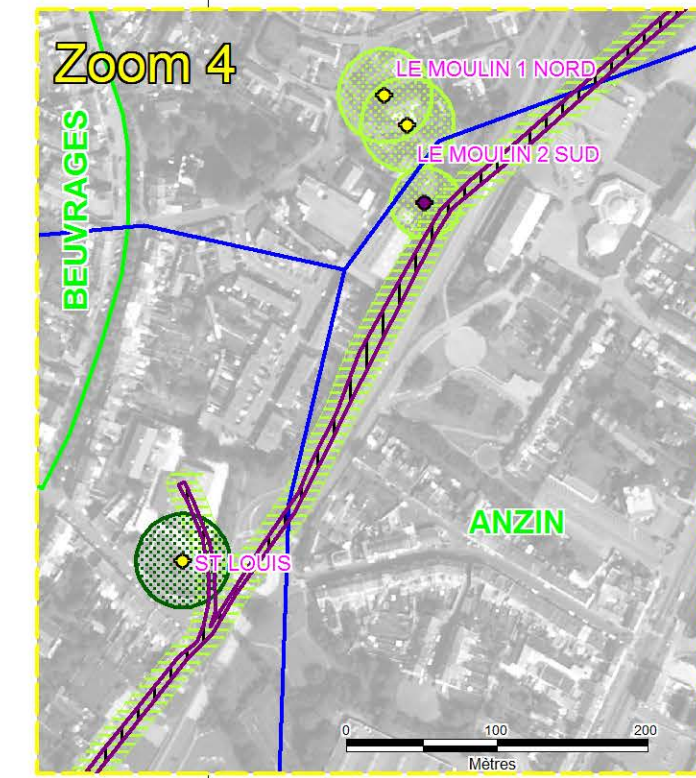 Zoom 4
LE MOULIN 1 NORD
BEUVRAGES
LE MOULIN 2 SUD
ANZIN
ST LOUIS
0 100 200
Mètres